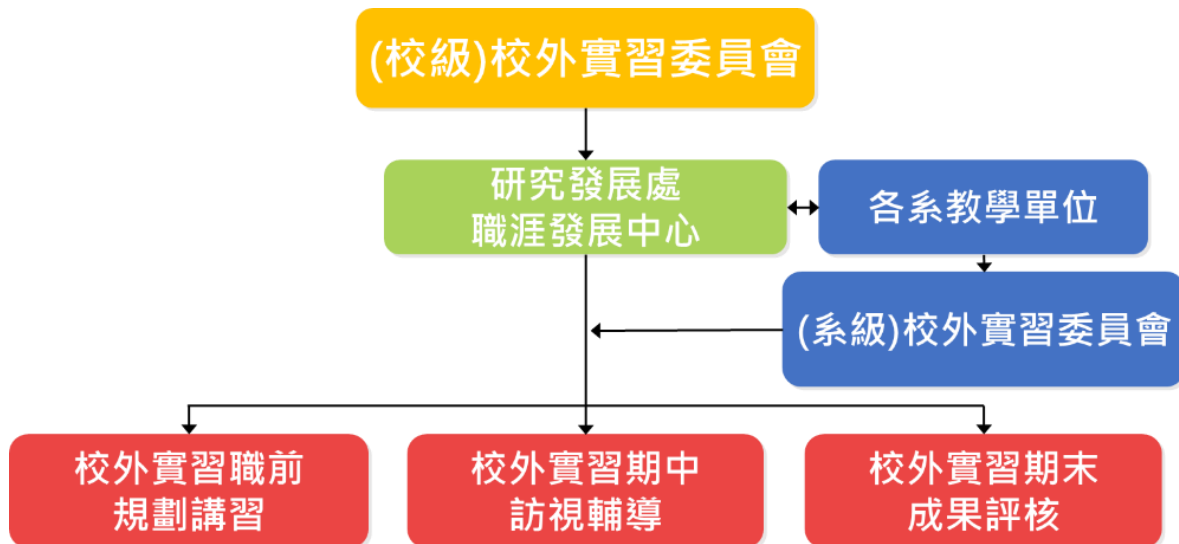 (校級)校外實習委員會
研究發展處
職涯發展中心
各系教學單位
(系級)校外實習委員會
校外實習職前
規劃講習
校外實習期中
訪視輔導
校外實習期末
成果評核